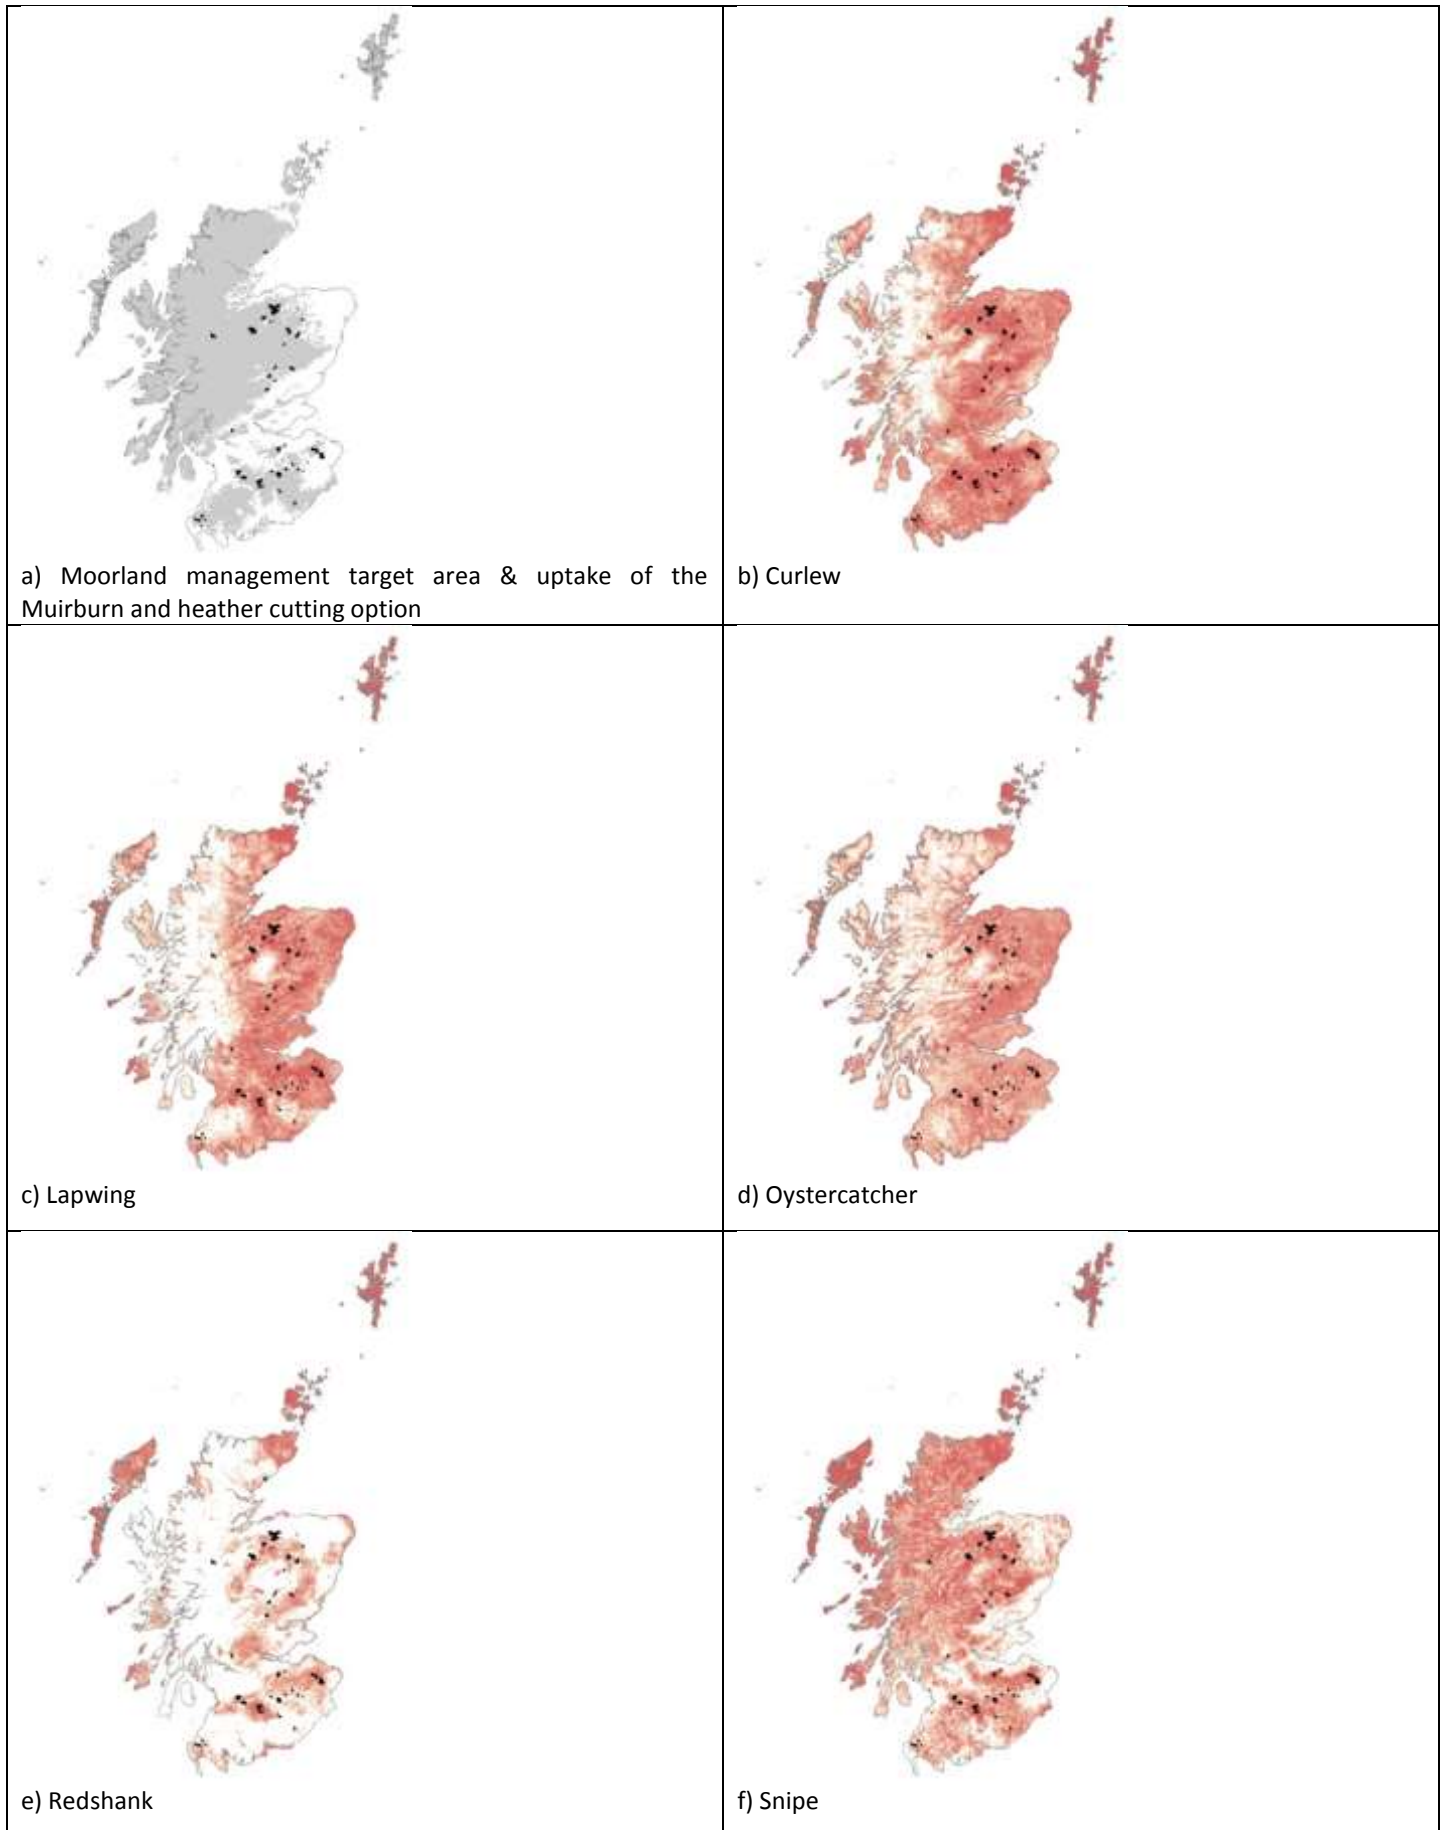 a) Moorland management target area & uptake of the
Muirburn and heather cutting option
b) Curlew
c) Lapwing
d) Oystercatcher
e) Redshank
f) Snipe